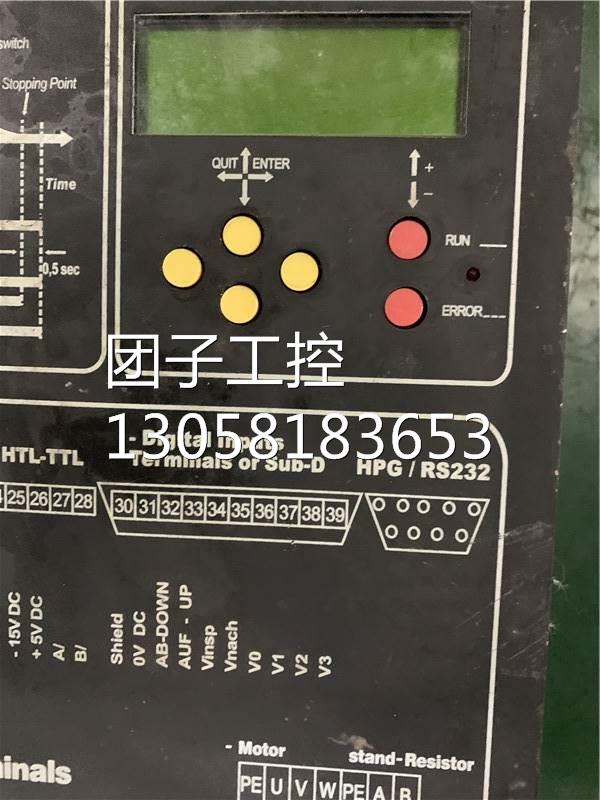 switch
Stopping Point
Time
0,5 sec
QUIT ENTER
+
−
RUN ___
ERROR___
团子工控
13058183653
HTL-TTL
- Digital inputs
Terminals or Sub-D
HPG / RS232
25 26 27 28
30 31 32 33 34 35 36 37 38 39
- 15V DC
+ 5V DC
A/
B/
Shield
0V DC
AB-DOWN
AUF - UP
Vinsp
Vnach
V0
V1
V2
V3
- Motor
stand-Resistor
PE U V W PE A B
inals